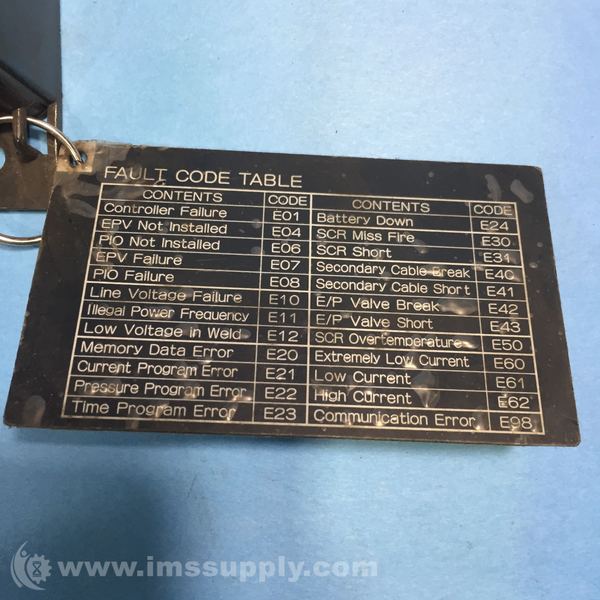 FAULT CODE TABLE
CONTENTS CODE
Controller Failure E01
EPV Not Installed E04
PIO Not Installed E06
EPV Failure E07
PIO Failure E08
Line Voltage Failure E10
Illegal Power Frequency E11
Low Voltage in Weld E12
Memory Data Error E20
Current Program Error E21
Pressure Program Error E22
Time Program Error E23
CONTENTS CODE
Battery Down E24
SCR Miss Fire E30
SCR Short E31
Secondary Cable Break E40
Secondary Cable Short E41
E/P Valve Break E42
E/P Valve Short E43
SCR Overtemperature E50
Extremely Low Current E60
Low Current E61
High Current E62
Communication Error E98
www.imssupply.com